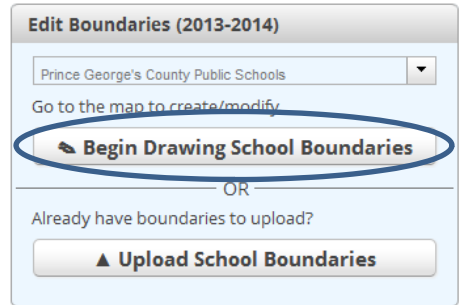 Edit Boundaries (2013-2014)
Prince George's County Public Schools
Go to the map to create/modify
✎ Begin Drawing School Boundaries
OR
Already have boundaries to upload?
▲ Upload School Boundaries